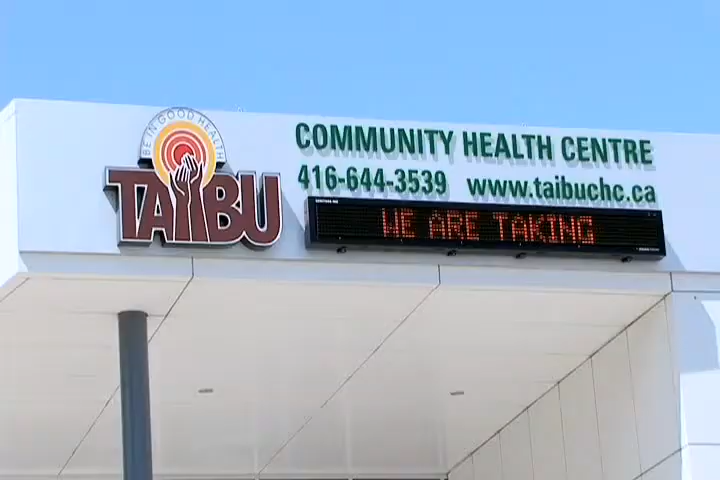 BE IN GOOD HEALTH
TAIBU
COMMUNITY HEALTH CENTRE
416-644-3539 www.taibuchc.ca
WE ARE TAKING